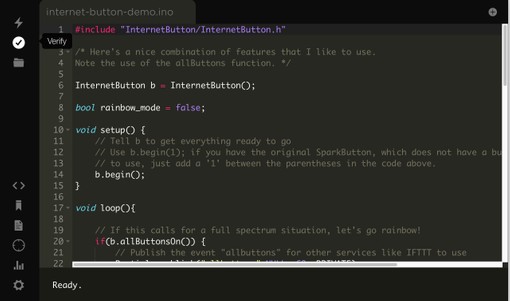 internet-button-demo.ino
Verify
1 #include "InternetButton/InternetButton.h"
3 /* Here's a nice combination of features that I like to use.
4 Note the use of the allButtons function. */
5
6 InternetButton b = InternetButton();
7
8 bool rainbow_mode = false;
9
10 void setup() {
11 // Tell b to get everything ready to go
12 // Use b.begin(1); if you have the original SparkButton, which does not have a bu
13 // to use, just add a '1' between the parentheses in the code above.
14 b.begin();
15 }
16
17 void loop(){
18
19 // If this calls for a full spectrum situation, let's go rainbow!
20 if(b.allButtonsOn()) {
21 // Publish the event "allbuttons" for other services like IFTTT to use
22
Ready.